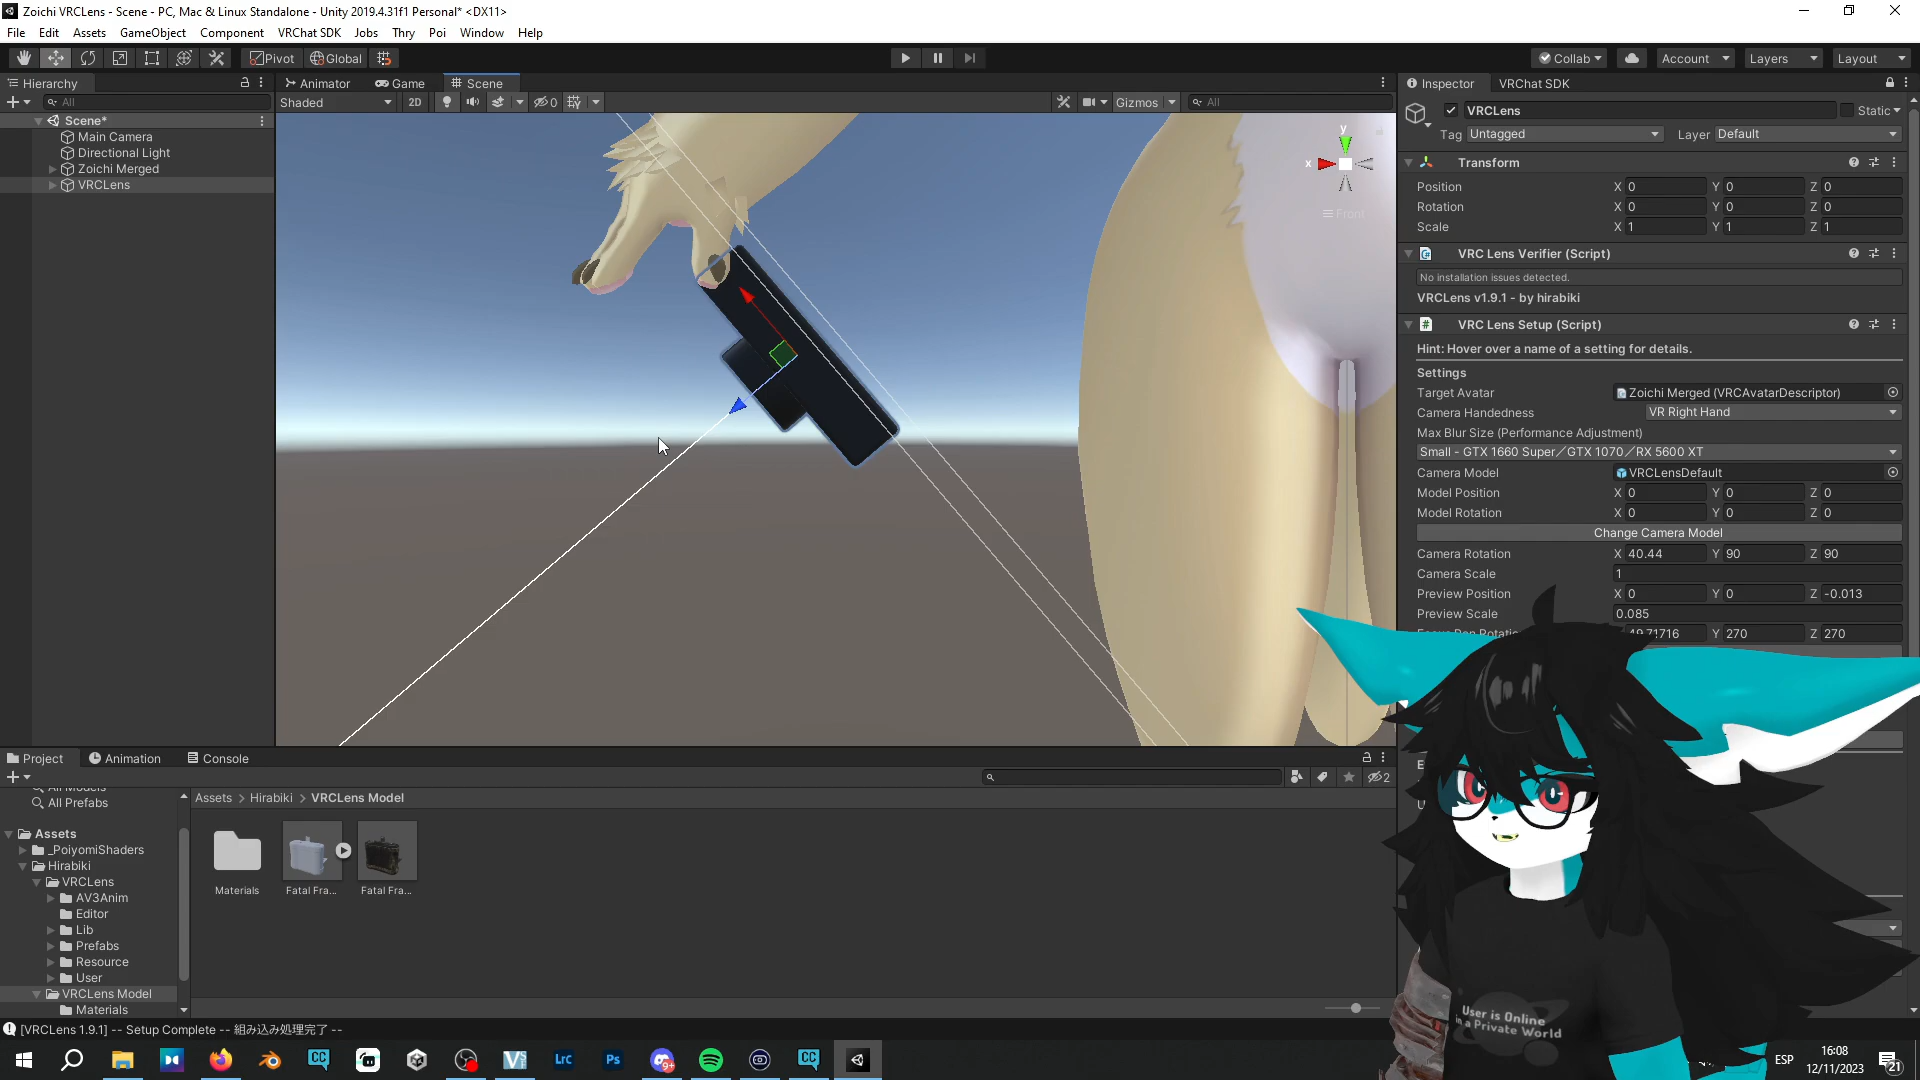 Zoichi VRCLens - Scene - PC, Mac & Linux Standalone - Unity 2019.4.31f1 Personal* <DX11>
File Edit Assets GameObject Component VRChat SDK Jobs Thry Poi Window Help
Pivot Global Collab Account Layers Layout
Hierarchy
All
Scene*
Main Camera
Directional Light
Zoichi Merged
VRCLens
Animator Game Scene
Shaded 2D 0 Gizmos All
y
x
Front
Inspector VRChat SDK
VRCLens Static
Tag Untagged Layer Default
Transform
Position X 0 Y 0 Z 0
Rotation X 0 Y 0 Z 0
Scale X 1 Y 1 Z 1
VRC Lens Verifier (Script)
No installation issues detected.
VRCLens v1.9.1 - by hirabiki
VRC Lens Setup (Script)
Hint: Hover over a name of a setting for details.
Settings
Target Avatar Zoichi Merged (VRCAvatarDescriptor)
Camera Handedness VR Right Hand
Max Blur Size (Performance Adjustment)
Small - GTX 1660 Super／GTX 1070／RX 5600 XT
Camera Model VRCLensDefault
Model Position X 0 Y 0 Z 0
Model Rotation X 0 Y 0 Z 0
Change Camera Model
Camera Rotation X 40.44 Y 90 Z 90
Camera Scale 1
Preview Position X 0 Y 0 Z -0.013
Preview Scale 0.085
Y 270 Z 270
Project Animation Console
2
All Prefabs
Assets
_PoiyomiShaders
Hirabiki
VRCLens
AV3Anim
Editor
Lib
Prefabs
Resource
User
VRCLens Model
Materials
Assets > Hirabiki > VRCLens Model
Materials Fatal Fra... Fatal Fra...
User is Online
in a Private World
[VRCLens 1.9.1] -- Setup Complete -- 組み込み処理完了 --
CC Lrc Ps CC
ESP
16:08
12/11/2023
21